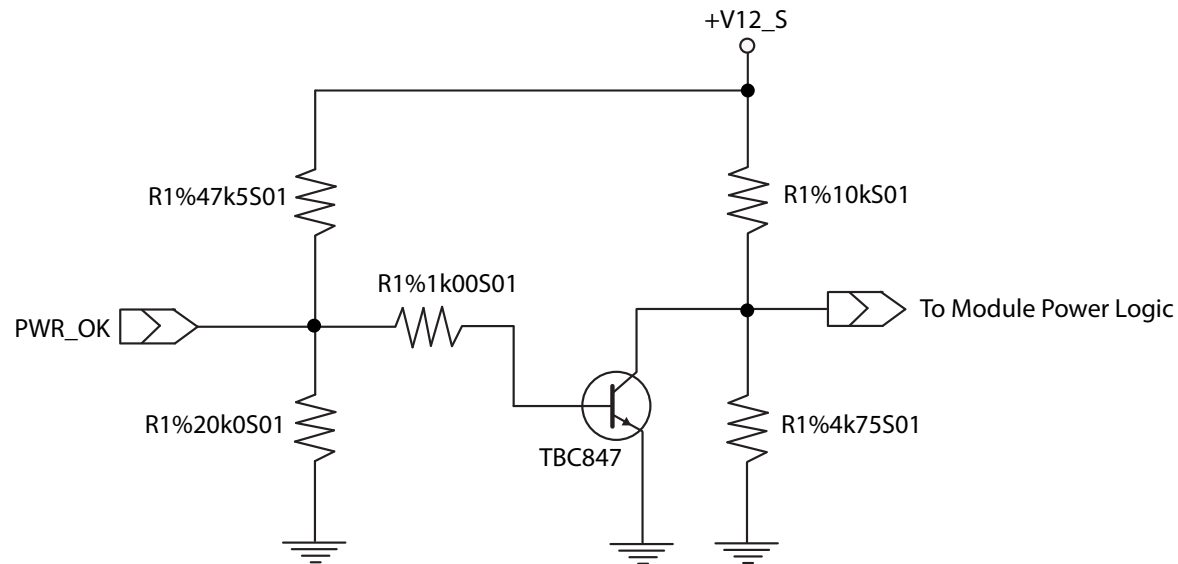 +V12_S
R1%47k5S01
R1%10kS01
R1%1k00S01
PWR_OK
To Module Power Logic
R1%20k0S01
R1%4k75S01
TBC847